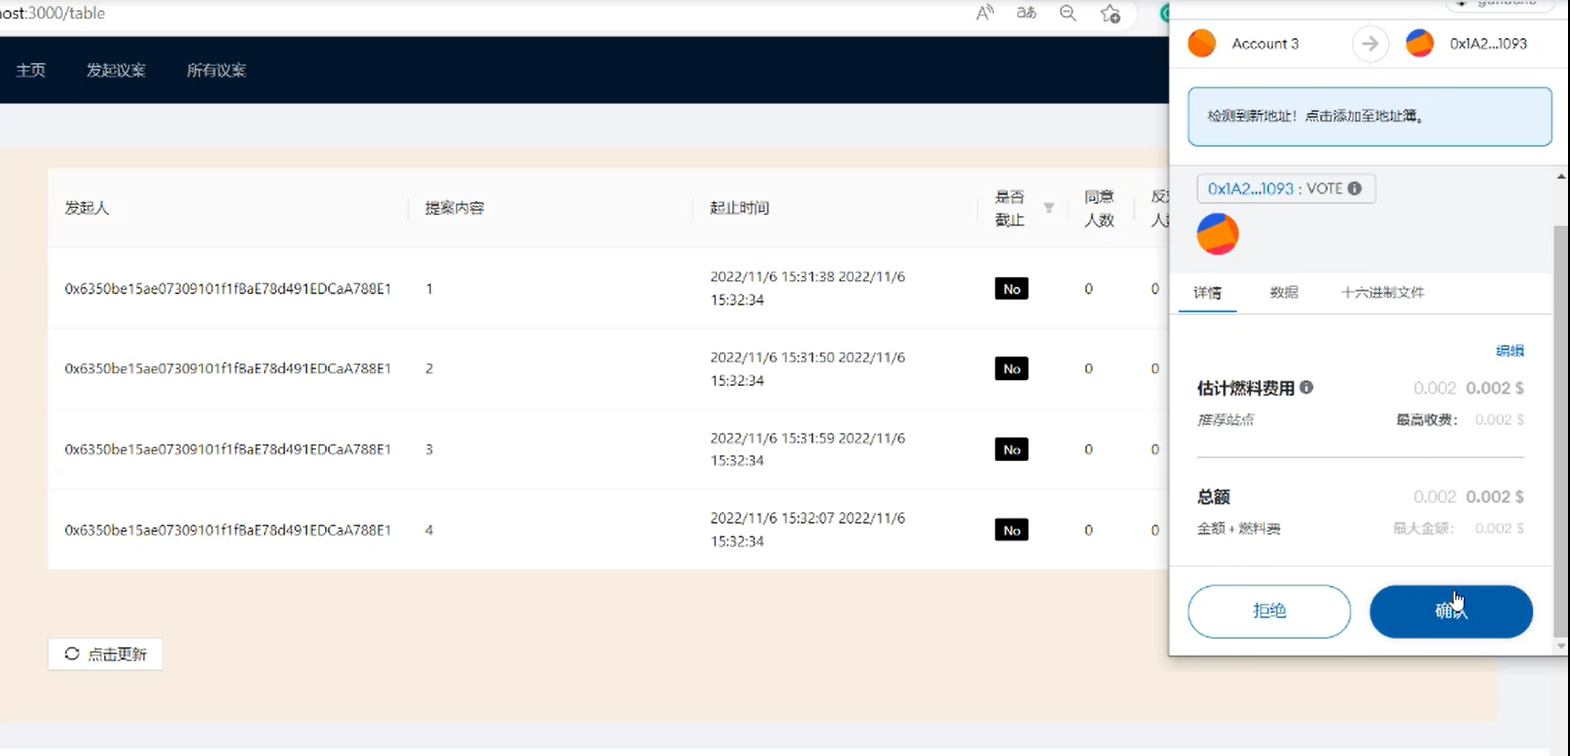 ost:3000/table
主页 发起议案 所有议案
发起人 提案内容 起止时间 是否截止 同意人数
0x6350be15ae07309101f1fBaE78d491EDCaA788E1 1 2022/11/6 15:31:38 2022/11/6 15:32:34 No 0 0
0x6350be15ae07309101f1fBaE78d491EDCaA788E1 2 2022/11/6 15:31:50 2022/11/6 15:32:34 No 0 0
0x6350be15ae07309101f1fBaE78d491EDCaA788E1 3 2022/11/6 15:31:59 2022/11/6 15:32:34 No 0 0
0x6350be15ae07309101f1fBaE78d491EDCaA788E1 4 2022/11/6 15:32:07 2022/11/6 15:32:34 No 0 0
点击更新
Account 3 0x1A2...1093
检测到新地址！点击添加至地址簿。
0x1A2...1093 : VOTE
详情 数据 十六进制文件
编辑
估计燃料费用 0.002 0.002 $
推荐站点 最高收费： 0.002 $
总额 0.002 0.002 $
金额 + 燃料费 最大金额： 0.002 $
拒绝 确认